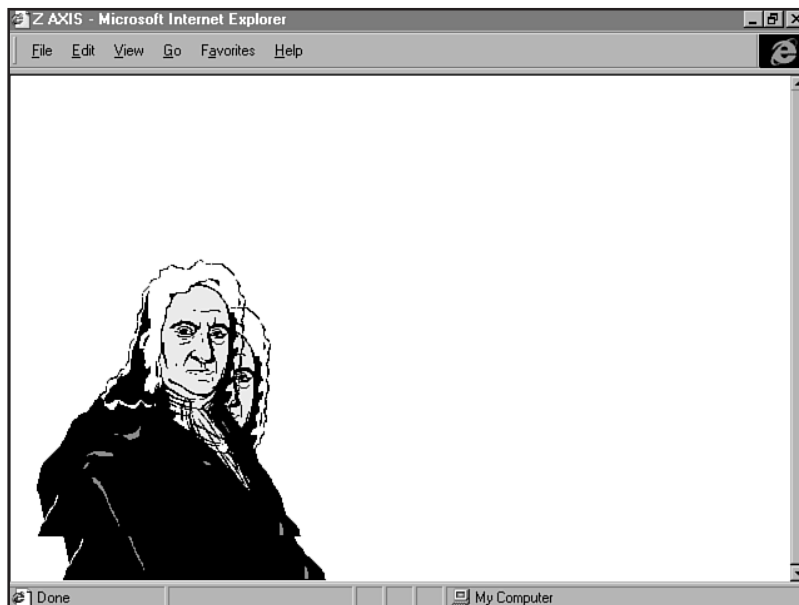 Z AXIS - Microsoft Internet Explorer
File Edit View Go Favorites Help
Done My Computer